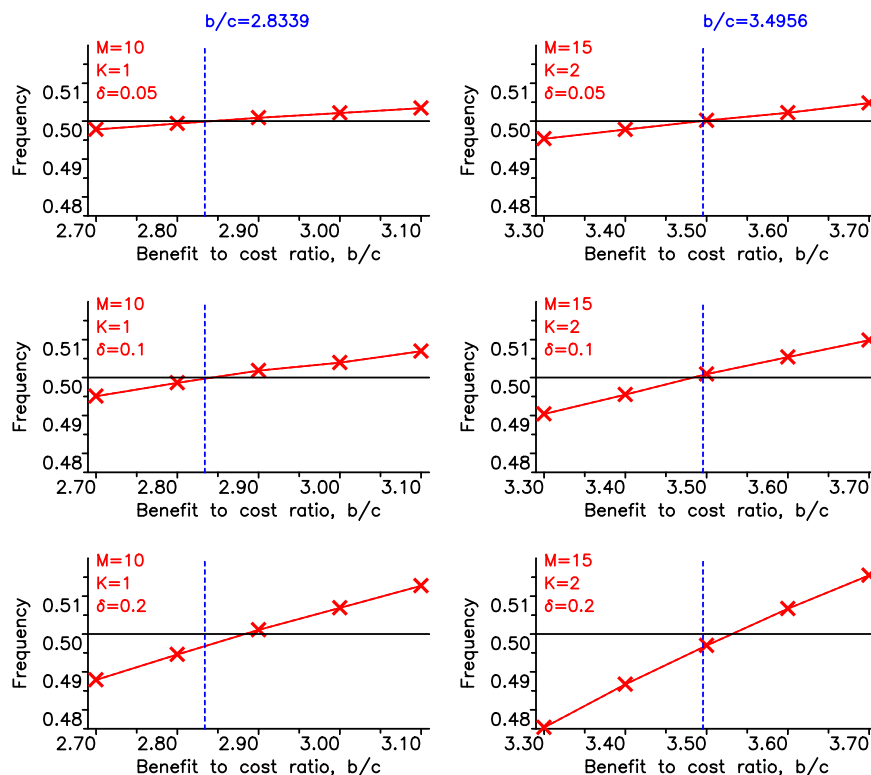 b/c=2.8339
M=10
K=1
δ=0.05
Frequency
0.51
0.50
0.49
0.48
2.70 2.80 2.90 3.00 3.10
Benefit to cost ratio, b/c
b/c=3.4956
M=15
K=2
δ=0.05
Frequency
0.51
0.50
0.49
0.48
3.30 3.40 3.50 3.60 3.70
Benefit to cost ratio, b/c
M=10
K=1
δ=0.1
Frequency
0.51
0.50
0.49
0.48
2.70 2.80 2.90 3.00 3.10
Benefit to cost ratio, b/c
M=15
K=2
δ=0.1
Frequency
0.51
0.50
0.49
0.48
3.30 3.40 3.50 3.60 3.70
Benefit to cost ratio, b/c
M=10
K=1
δ=0.2
Frequency
0.51
0.50
0.49
0.48
2.70 2.80 2.90 3.00 3.10
Benefit to cost ratio, b/c
M=15
K=2
δ=0.2
Frequency
0.51
0.50
0.49
0.48
3.30 3.40 3.50 3.60 3.70
Benefit to cost ratio, b/c